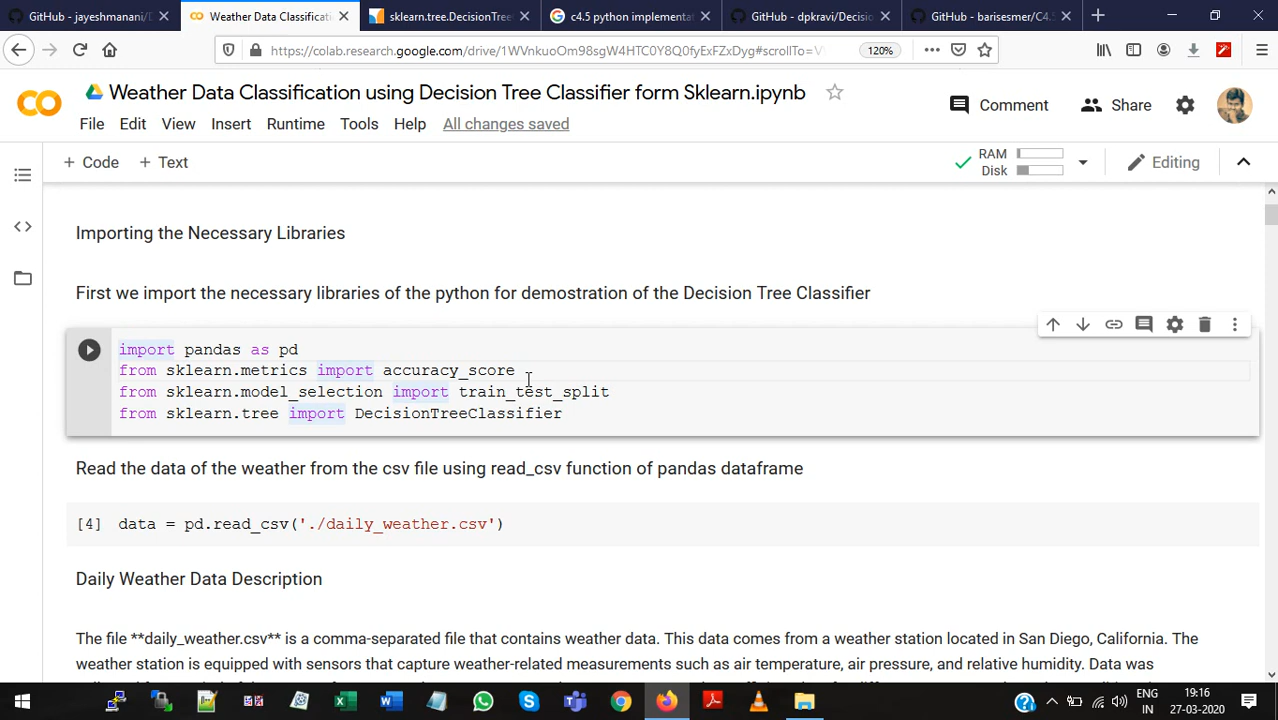 GitHub - jayeshmanani/D
Weather Data Classificati
sklearn.tree.DecisionTree
c4.5 python implementat
GitHub - dpkravi/Decisio
GitHub - barisesmer/C4.5
https://colab.research.google.com/drive/1WVnkuoOm98sgW4HTC0Y8Q0fyExFZxDyg#scrollTo=V
120%
Weather Data Classification using Decision Tree Classifier form Sklearn.ipynb
Comment
Share
File Edit View Insert Runtime Tools Help All changes saved
+ Code + Text
RAM
Disk
Editing
Importing the Necessary Libraries
First we import the necessary libraries of the python for demostration of the Decision Tree Classifier
import pandas as pd
from sklearn.metrics import accuracy_score
from sklearn.model_selection import train_test_split
from sklearn.tree import DecisionTreeClassifier
Read the data of the weather from the csv file using read_csv function of pandas dataframe
[4] data = pd.read_csv('./daily_weather.csv')
Daily Weather Data Description
The file **daily_weather.csv** is a comma-separated file that contains weather data. This data comes from a weather station located in San Diego, California. The
weather station is equipped with sensors that capture weather-related measurements such as air temperature, air pressure, and relative humidity. Data was
ENG
IN
19:16
27-03-2020